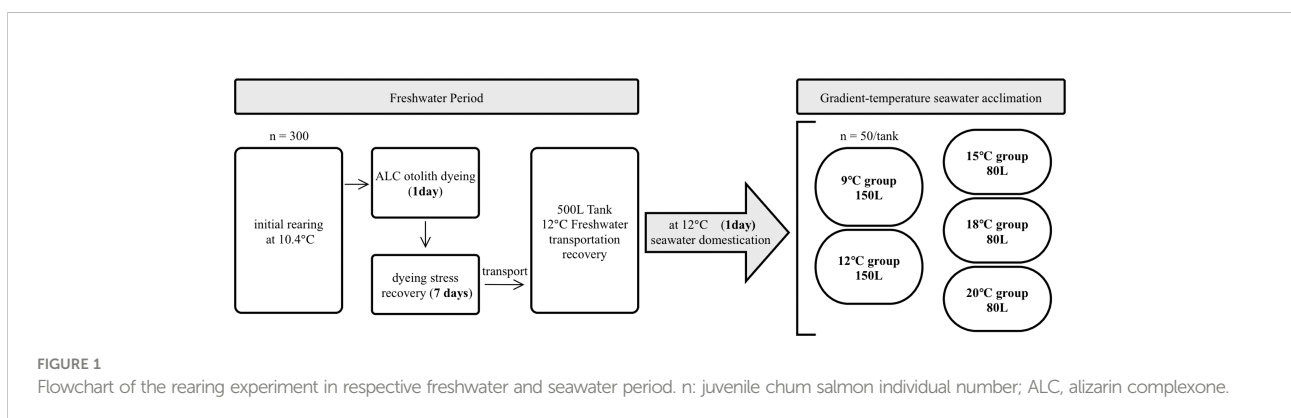 Freshwater Period
Gradient-temperature seawater acclimation
n = 300
initial rearing
at 10.4°C
ALC otolith dyeing
(1day)
dyeing stress
recovery (7 days)
transport
500L Tank
12°C Freshwater
transportation
recovery
at 12°C (1day)
seawater domestication
n = 50/tank
9°C group
150L
12°C group
150L
15°C group
80L
18°C group
80L
20°C group
80L
FIGURE 1
Flowchart of the rearing experiment in respective freshwater and seawater period. n: juvenile chum salmon individual number; ALC, alizarin complexone.